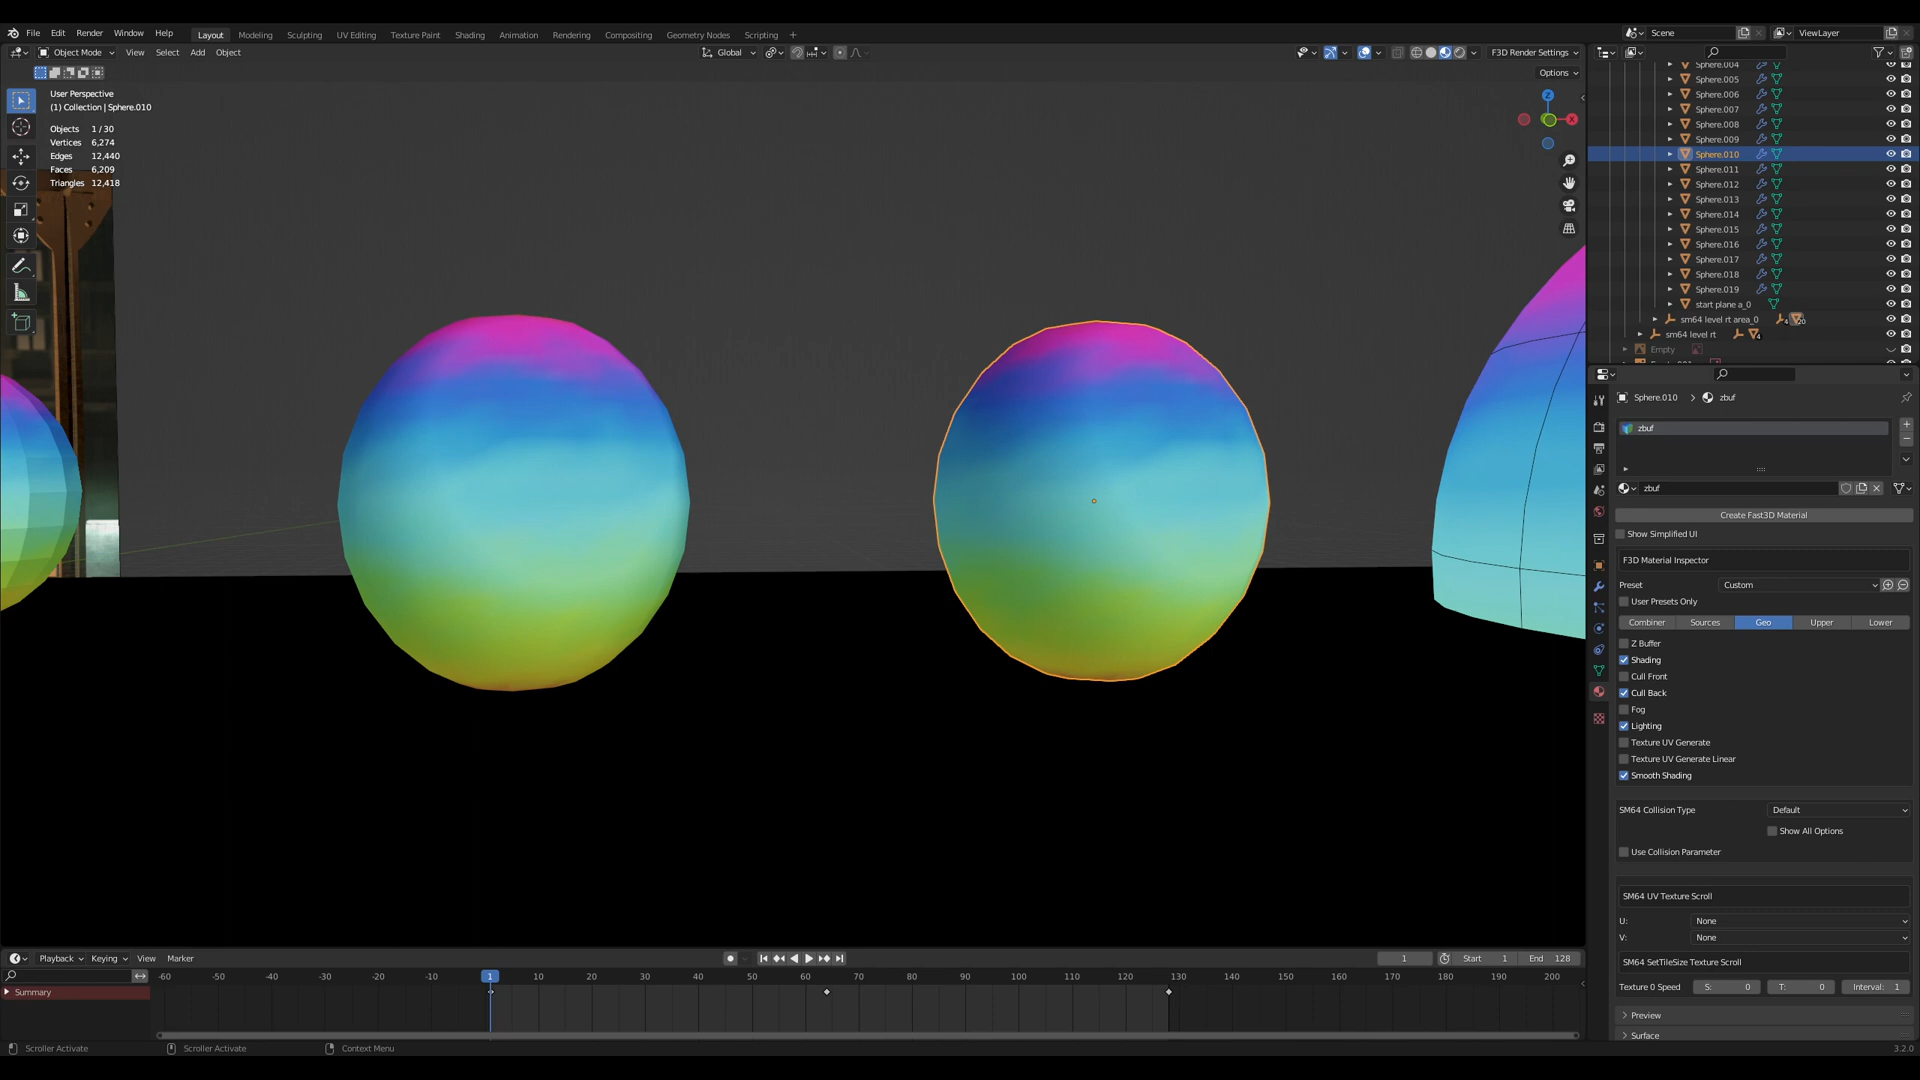 File Edit Render Window Help Layout Modeling Sculpting UV Editing Texture Paint Shading Animation Rendering Compositing Geometry Nodes Scripting + Scene ViewLayer
Object Mode View Select Add Object Global F3D Render Settings
Options
User Perspective
(1) Collection | Sphere.010
Objects 1 / 30
Vertices 6,274
Edges 12,440
Faces 6,209
Triangles 12,418
Z
X
Sphere.004
Sphere.005
Sphere.006
Sphere.007
Sphere.008
Sphere.009
Sphere.010
Sphere.011
Sphere.012
Sphere.013
Sphere.014
Sphere.015
Sphere.016
Sphere.017
Sphere.018
Sphere.019
start plane a_0
sm64 level rt area_0 4 20
sm64 level rt 4
Empty
Sphere.010 > zbuf
zbuf
zbuf
Create Fast3D Material
Show Simplified UI
F3D Material Inspector
Preset Custom
User Presets Only
Combiner Sources Geo Upper Lower
Z Buffer
Shading
Cull Front
Cull Back
Fog
Lighting
Texture UV Generate
Texture UV Generate Linear
Smooth Shading
SM64 Collision Type Default
Show All Options
Use Collision Parameter
SM64 UV Texture Scroll
U: None
V: None
SM64 SetTileSize Texture Scroll
Texture 0 Speed S: 0 T: 0 Interval: 1
Preview
Surface
Playback Keying View Marker 1 Start 1 End 128
-60 -50 -40 -30 -20 -10 1 10 20 30 40 50 60 70 80 90 100 110 120 130 140 150 160 170 180 190 200
Summary
Scroller Activate Scroller Activate Context Menu 3.2.0